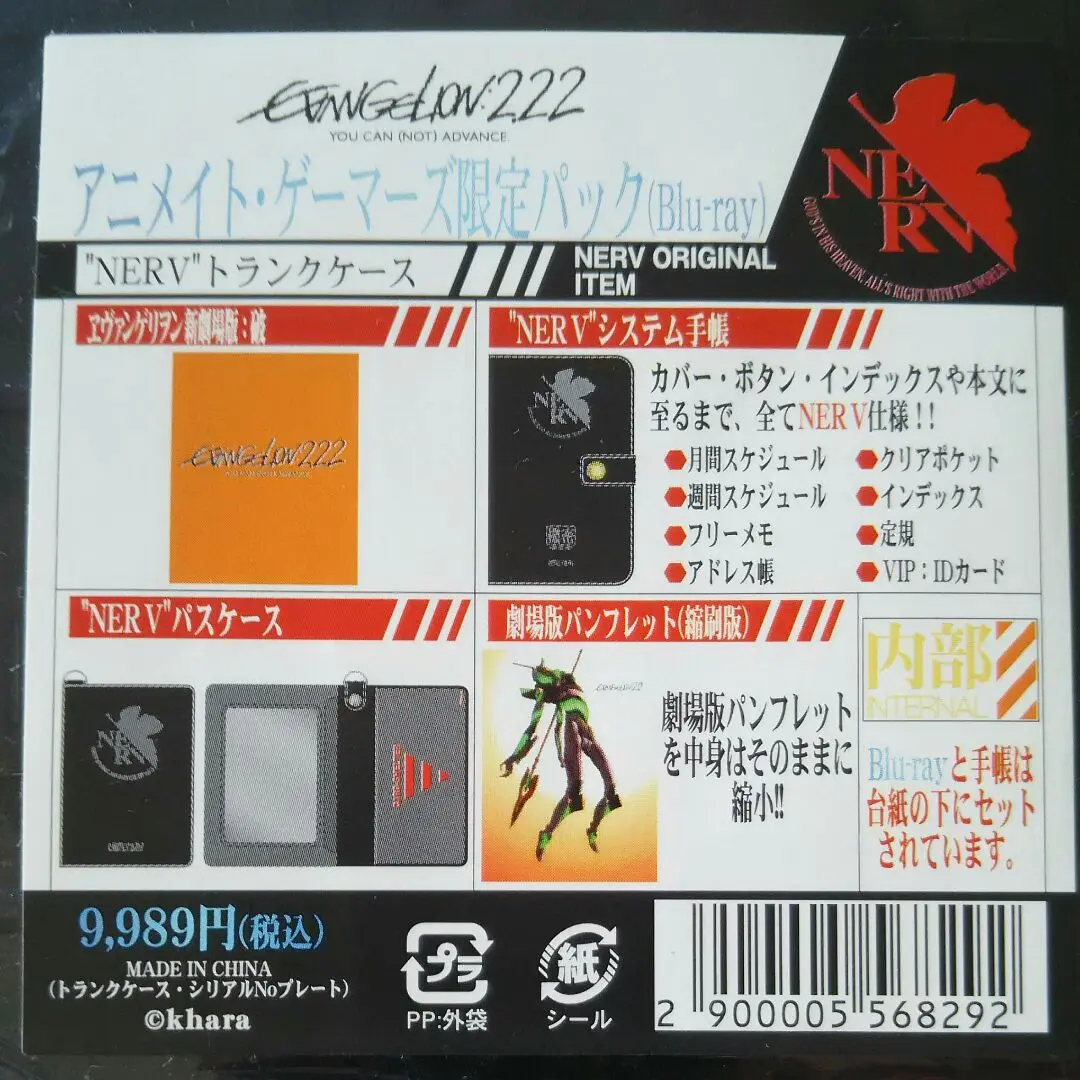 EVANGELION:2.22
YOU CAN (NOT) ADVANCE.
アニメイト・ゲーマーズ限定パック(Blu-ray)
NERV
GOD'S IN HIS HEAVEN. ALL'S RIGHT WITH THE WORLD.
"NERV"トランクケース
NERV ORIGINAL
ITEM
ヱヴァンゲリヲン新劇場版:破
EVANGELION:2.22
"NERV"システム手帳
NERV
カバー・ボタン・インデックスや本文に
至るまで、全てNERV仕様!!
●月間スケジュール
●週間スケジュール
●フリーメモ
●アドレス帳
●クリアポケット
●インデックス
●定規
●VIP:IDカード
"NERV"パスケース
NERV
劇場版パンフレット(縮刷版)
EVANGELION:2.22
劇場版パンフレット
を中身はそのままに
縮小!!
内部
INTERNAL
Blu-rayと手帳は
台紙の下にセット
されています。
9,989円(税込)
MADE IN CHINA
(トランクケース・シリアルNoプレート)
©khara
プラ
PP:外袋
紙
シール
2 900005 568292